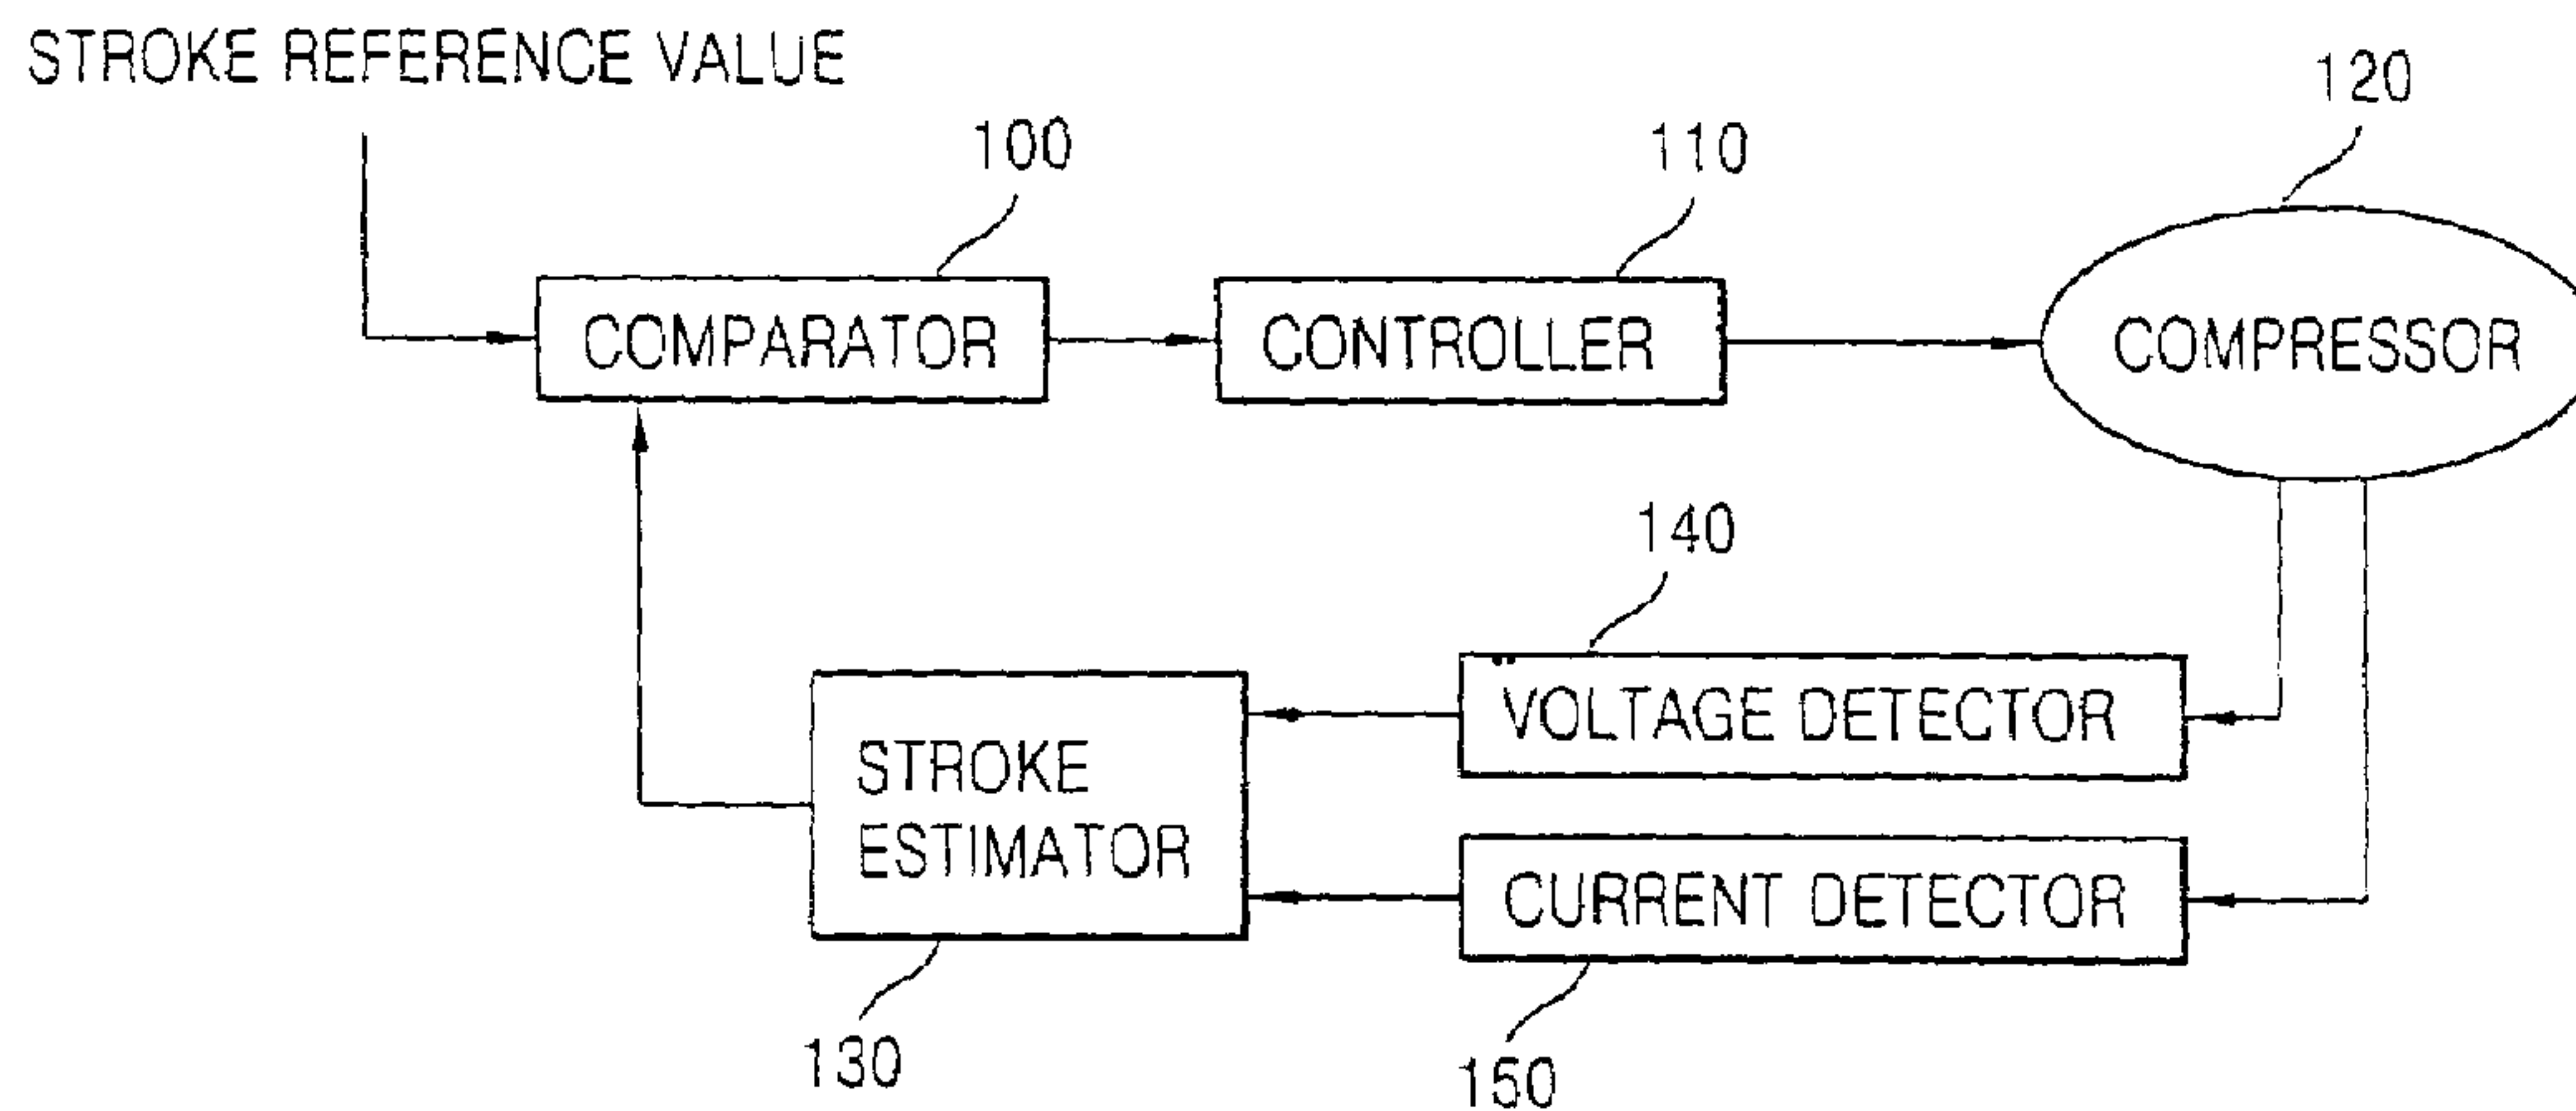 STROKE REFERENCE VALUE
100
110
120
COMPARATOR
CONTROLLER
COMPRESSOR
140
VOLTAGE DETECTOR
STROKE
ESTIMATOR
CURRENT DETECTOR
130
150